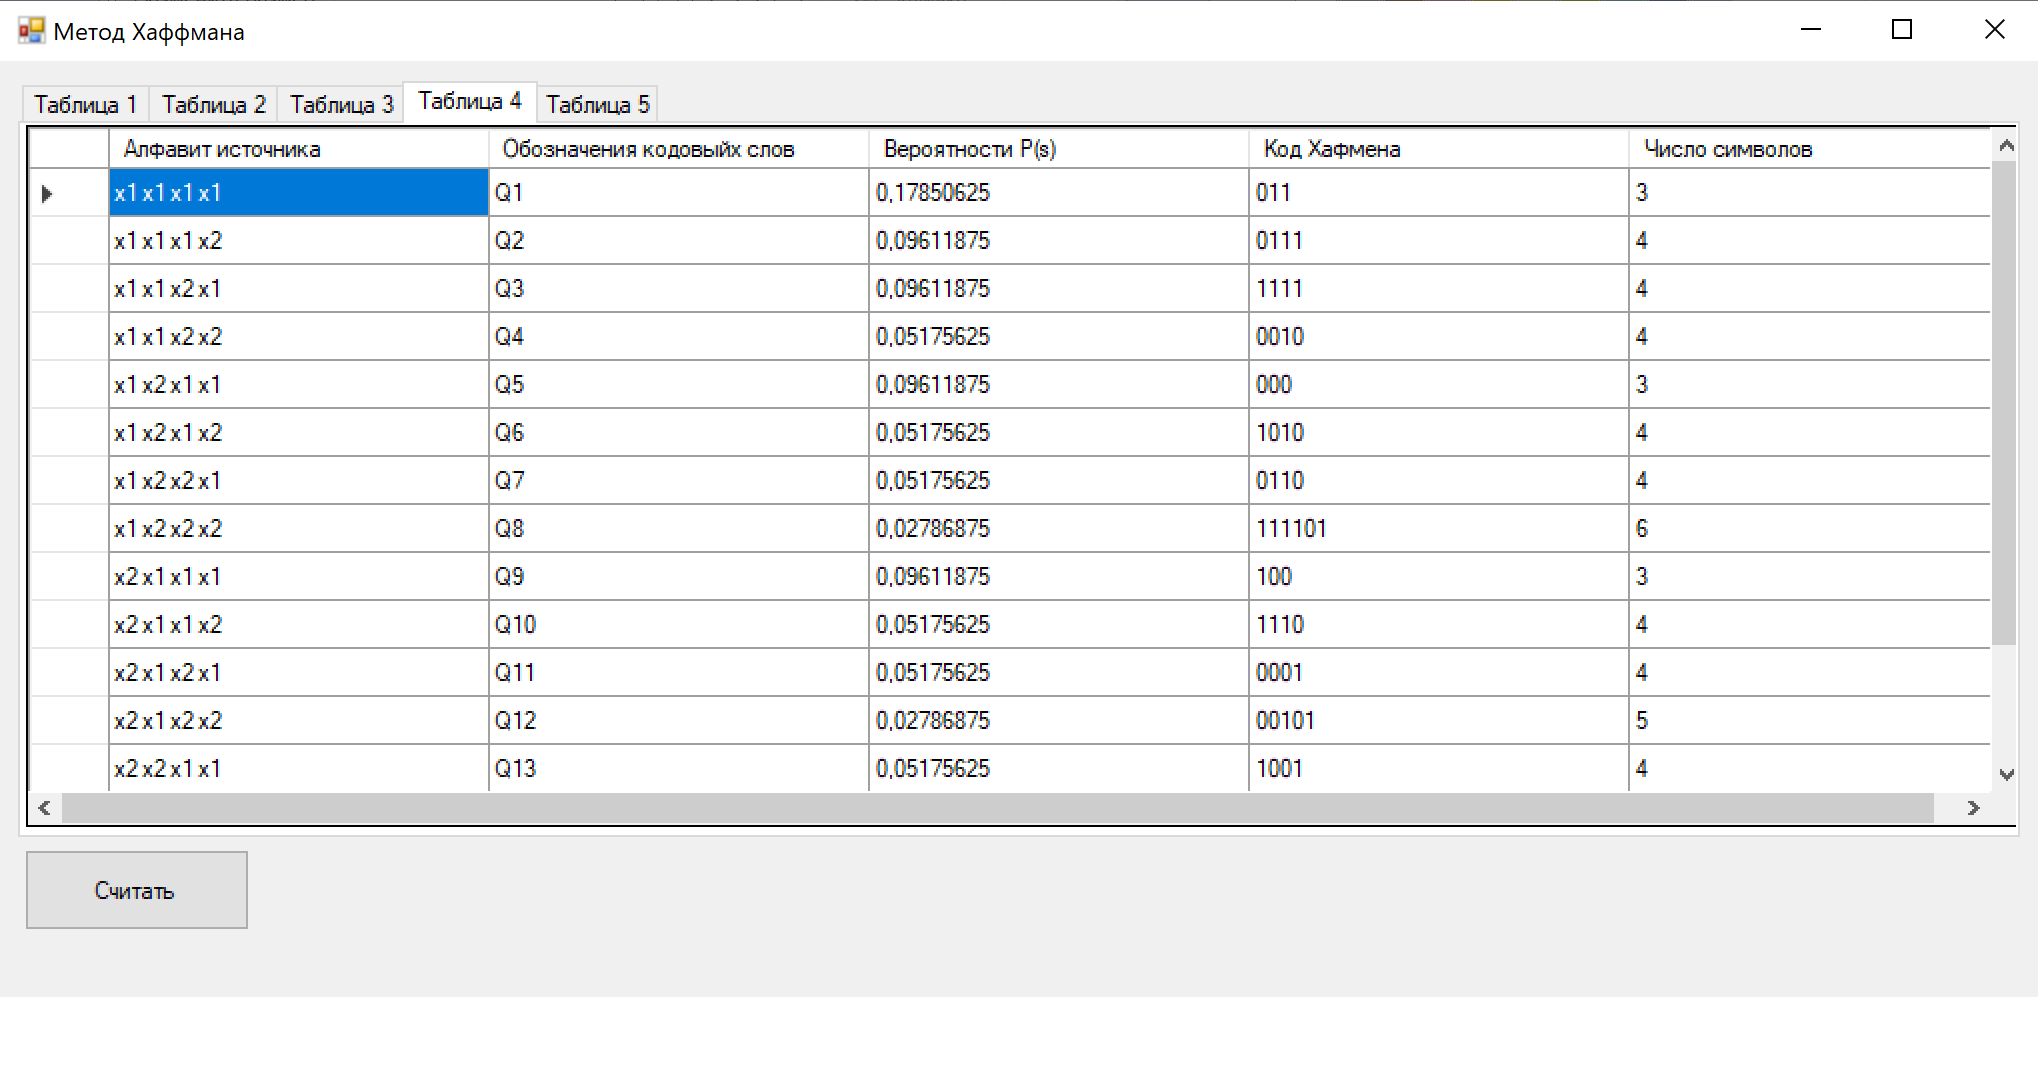 Метод Хаффмана
Таблица 1 Таблица 2 Таблица 3 Таблица 4 Таблица 5
Алфавит источника Обозначения кодовыйх слов Вероятности P(s) Код Хафмена Число символов
x1x1x1x1 Q1 0,17850625 011 3
x1x1x1x2 Q2 0,09611875 0111 4
x1x1x2x1 Q3 0,09611875 1111 4
x1x1x2x2 Q4 0,05175625 0010 4
x1x2x1x1 Q5 0,09611875 000 3
x1x2x1x2 Q6 0,05175625 1010 4
x1x2x2x1 Q7 0,05175625 0110 4
x1x2x2x2 Q8 0,02786875 111101 6
x2x1x1x1 Q9 0,09611875 100 3
x2x1x1x2 Q10 0,05175625 1110 4
x2x1x2x1 Q11 0,05175625 0001 4
x2x1x2x2 Q12 0,02786875 00101 5
x2x2x1x1 Q13 0,05175625 1001 4
Считать